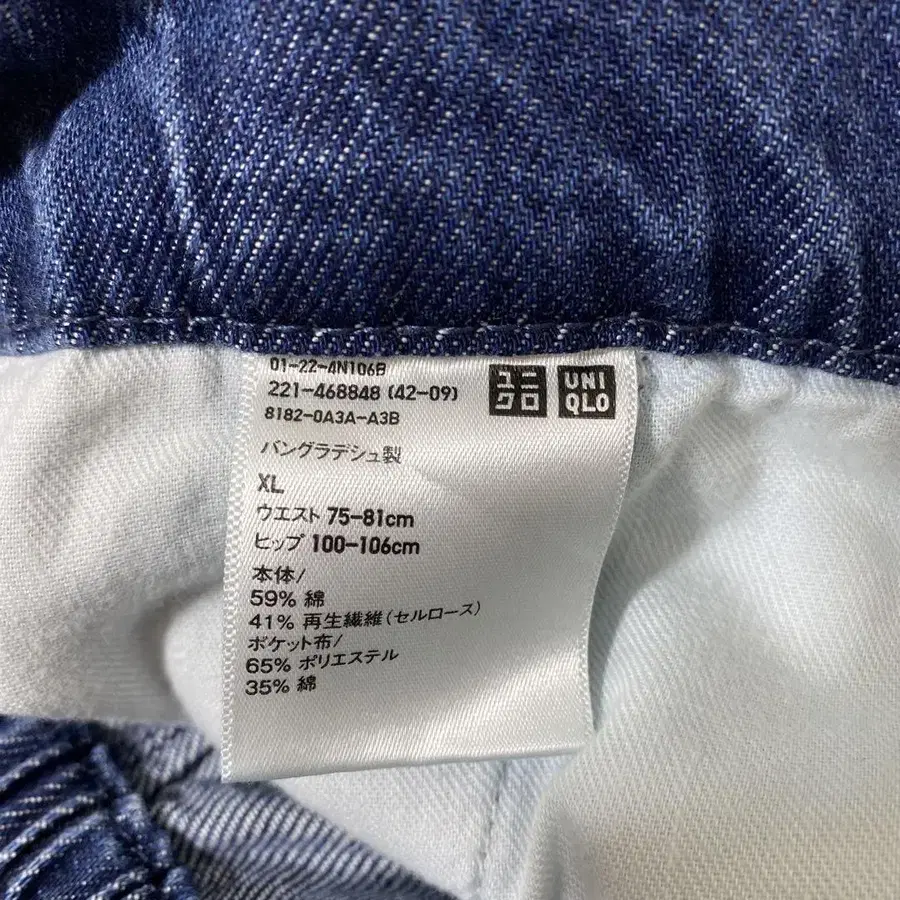 01-22-4N106B
221-468848 (42-09)
8182-0A3A-A3B
ユニクロ
UNIQLO
バングラデシュ製
XL
ウエスト 75-81cm
ヒップ 100-106cm
本体/
59% 綿
41% 再生繊維(セルロース)
ポケット布/
65% ポリエステル
35% 綿